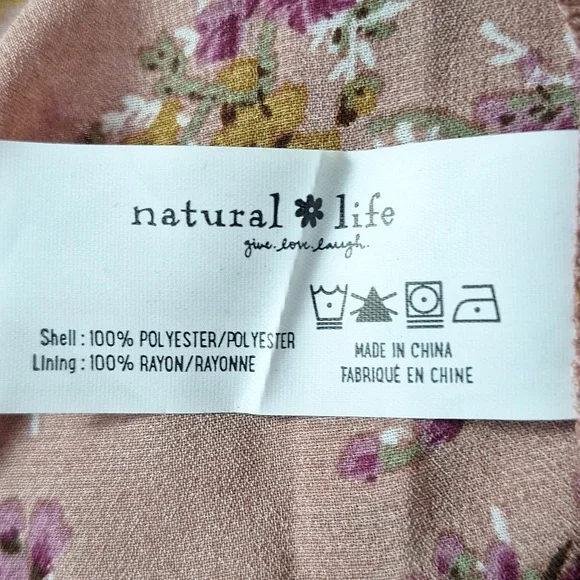 natural life
give. love. laugh.
Shell : 100% POLYESTER/POLYESTER
Lining : 100% RAYON/RAYONNE
MADE IN CHINA
FABRIQUÉ EN CHINE